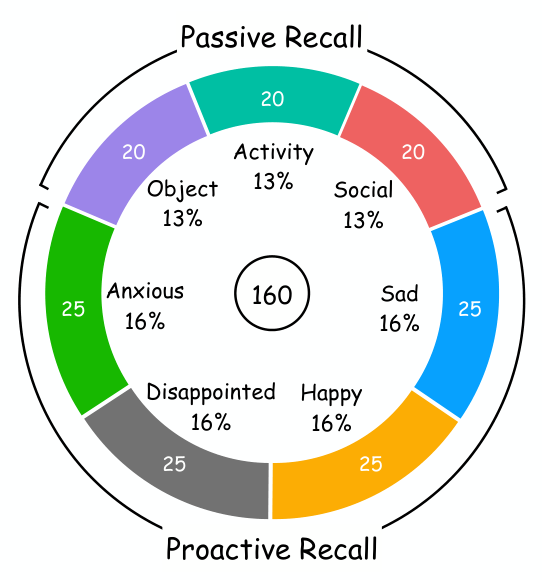 Passive Recall
20
20
20
Activity
13%
Object
13%
Social
13%
25
Anxious
16%
160
Sad
16%
25
Disappointed
16%
Happy
16%
25
25
Proactive Recall